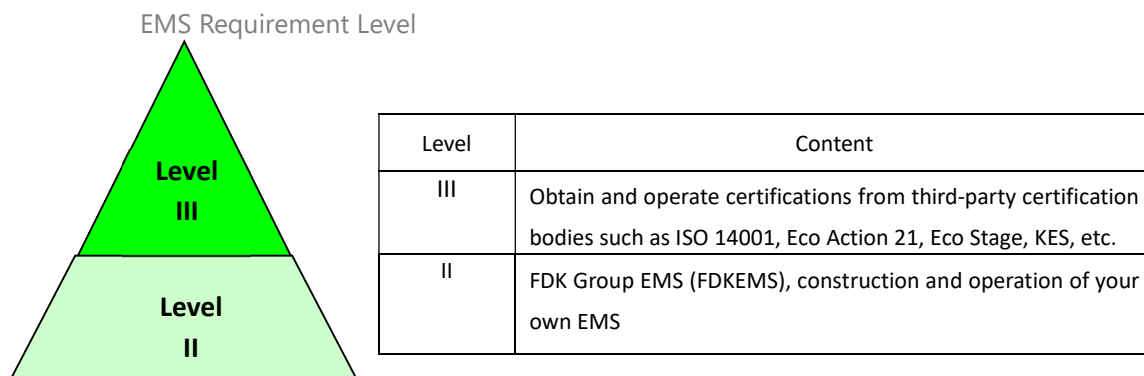 EMS Requirement Level
Level
III
Level
II
Level Content
III Obtain and operate certifications from third-party certification
bodies such as ISO 14001, Eco Action 21, Eco Stage, KES, etc.
II FDK Group EMS (FDKEMS), construction and operation of your
own EMS